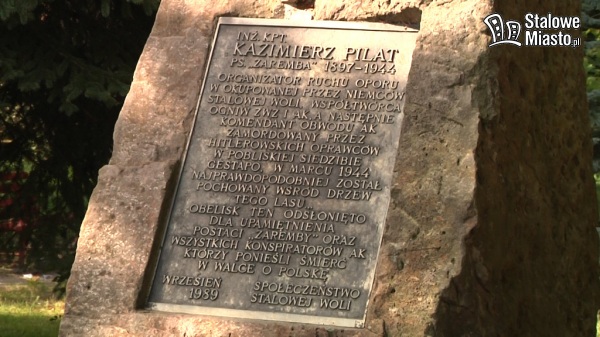 INŻ. KPT.
KAZIMIERZ PILAT
PS. „ZAREMBA” 1897-1944
ORGANIZATOR RUCHU OPORU
W OKUPOWANEJ PRZEZ NIEMCÓW
STALOWEJ WOLI, WSPÓŁTWÓRCA
OGNIW ZWZ I AK, A NASTĘPNIE
KOMENDANT OBWODU AK
ZAMORDOWANY PRZEZ
HITLEROWSKICH OPRAWCÓW
W POBLISKIEJ SIEDZIBIE
GESTAPO W MARCU 1944
NAJPRAWDOPODOBNIEJ ZOSTAŁ
POCHOWANY WŚRÓD DRZEW
TEGO LASU.
OBELISK TEN ODSŁONIĘTO
DLA UPAMIĘTNIENIA
POSTACI „ZAREMBY” ORAZ
WSZYSTKICH KONSPIRATORÓW AK
KTÓRZY PONIEŚLI ŚMIERĆ
W WALCE O POLSKĘ
WRZESIEŃ SPOŁECZEŃSTWO
1989 STALOWEJ WOLI
Stalowe
Miasto.pl